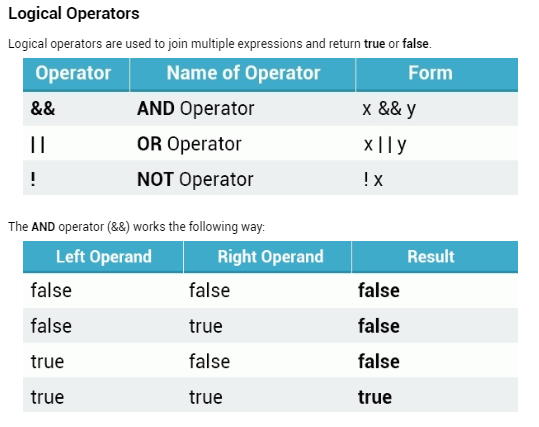 Logical Operators
Logical operators are used to join multiple expressions and return true or false.
Operator Name of Operator Form
&& AND Operator x && y
|| OR Operator x || y
! NOT Operator ! x
The AND operator (&&) works the following way:
Left Operand Right Operand Result
false false false
false true false
true false false
true true true